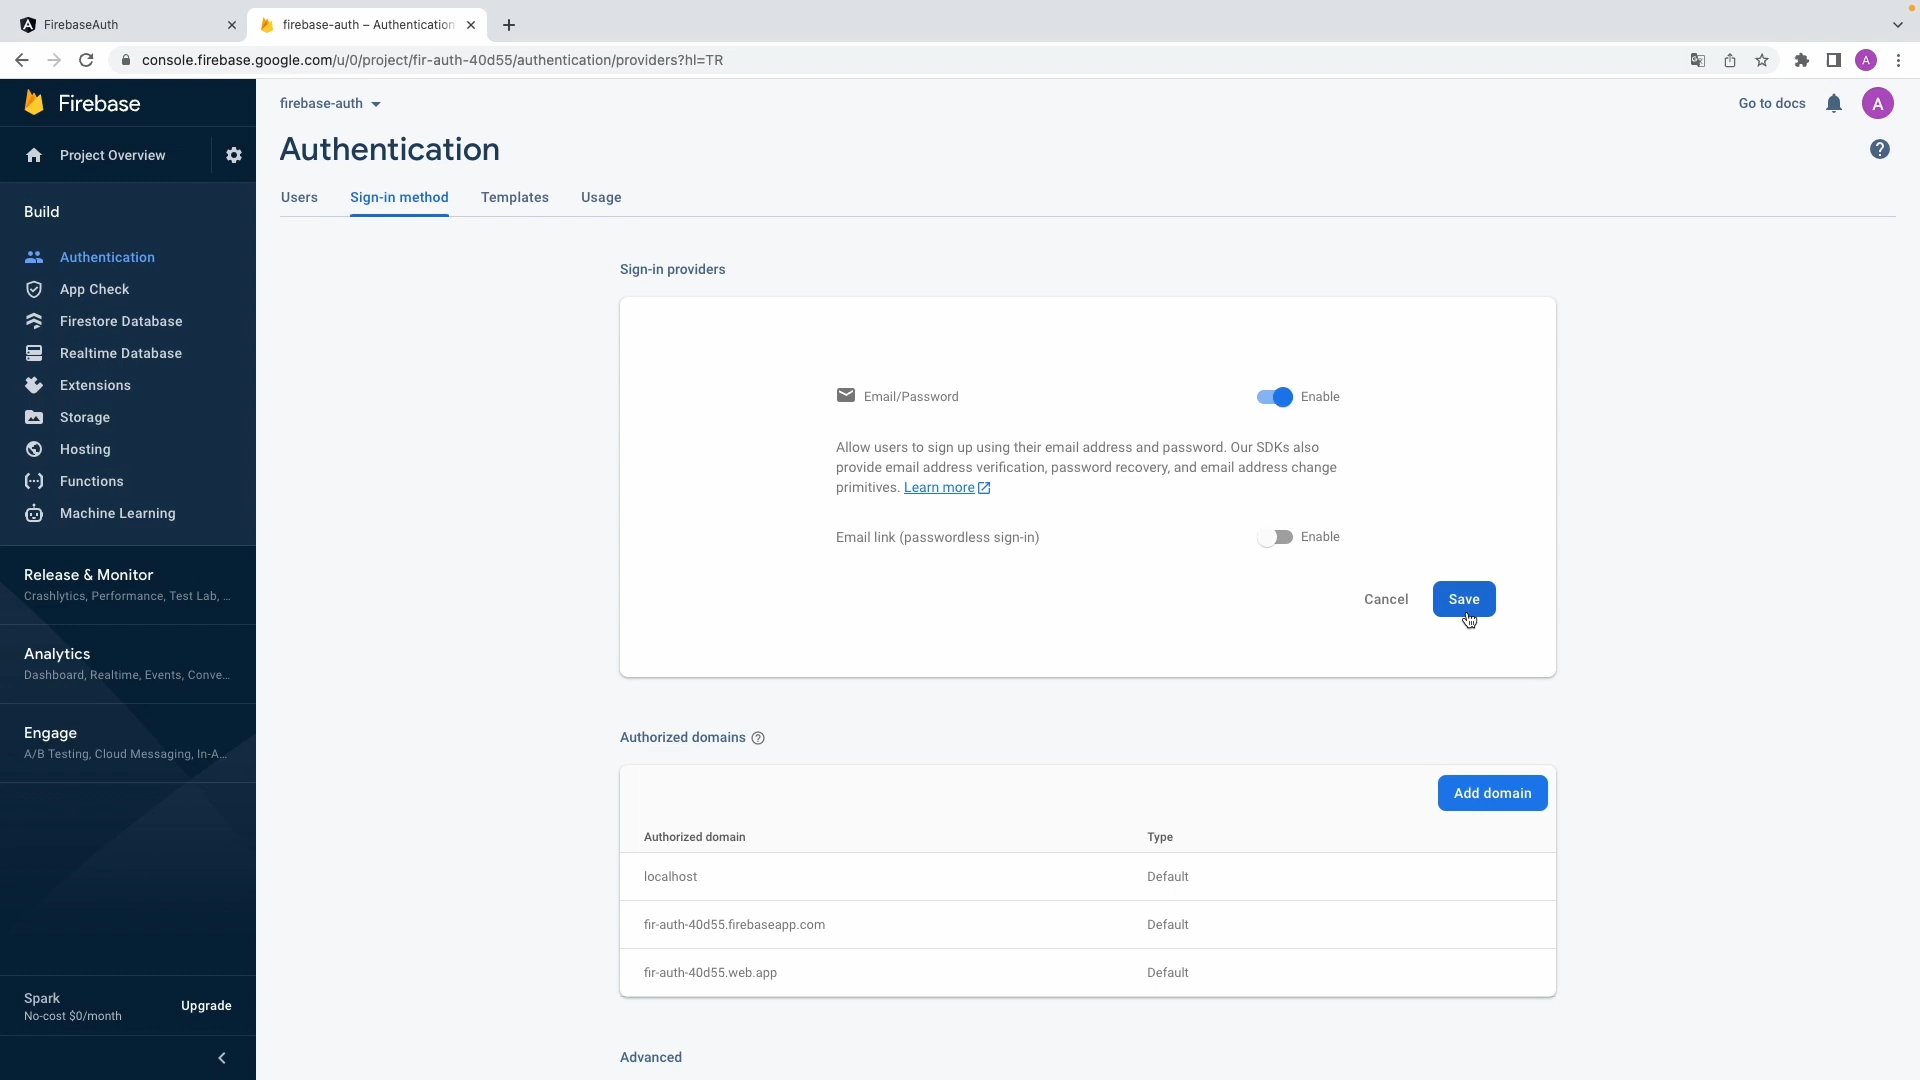 FirebaseAuth
firebase-auth – Authentication
console.firebase.google.com/u/0/project/fir-auth-40d55/authentication/providers?hl=TR
A
Firebase
Project Overview
Build
Authentication
App Check
Firestore Database
Realtime Database
Extensions
Storage
Hosting
Functions
Machine Learning
Release & Monitor
Crashlytics, Performance, Test Lab, ...
Analytics
Dashboard, Realtime, Events, Conve...
Engage
A/B Testing, Cloud Messaging, In-A...
Spark
No-cost $0/month
Upgrade
firebase-auth
Go to docs
A
Authentication
Users
Sign-in method
Templates
Usage
Sign-in providers
Email/Password
Enable
Allow users to sign up using their email address and password. Our SDKs also
provide email address verification, password recovery, and email address change
primitives. Learn more
Email link (passwordless sign-in)
Enable
Cancel
Save
Authorized domains
Add domain
Authorized domain
Type
localhost
Default
fir-auth-40d55.firebaseapp.com
Default
fir-auth-40d55.web.app
Default
Advanced